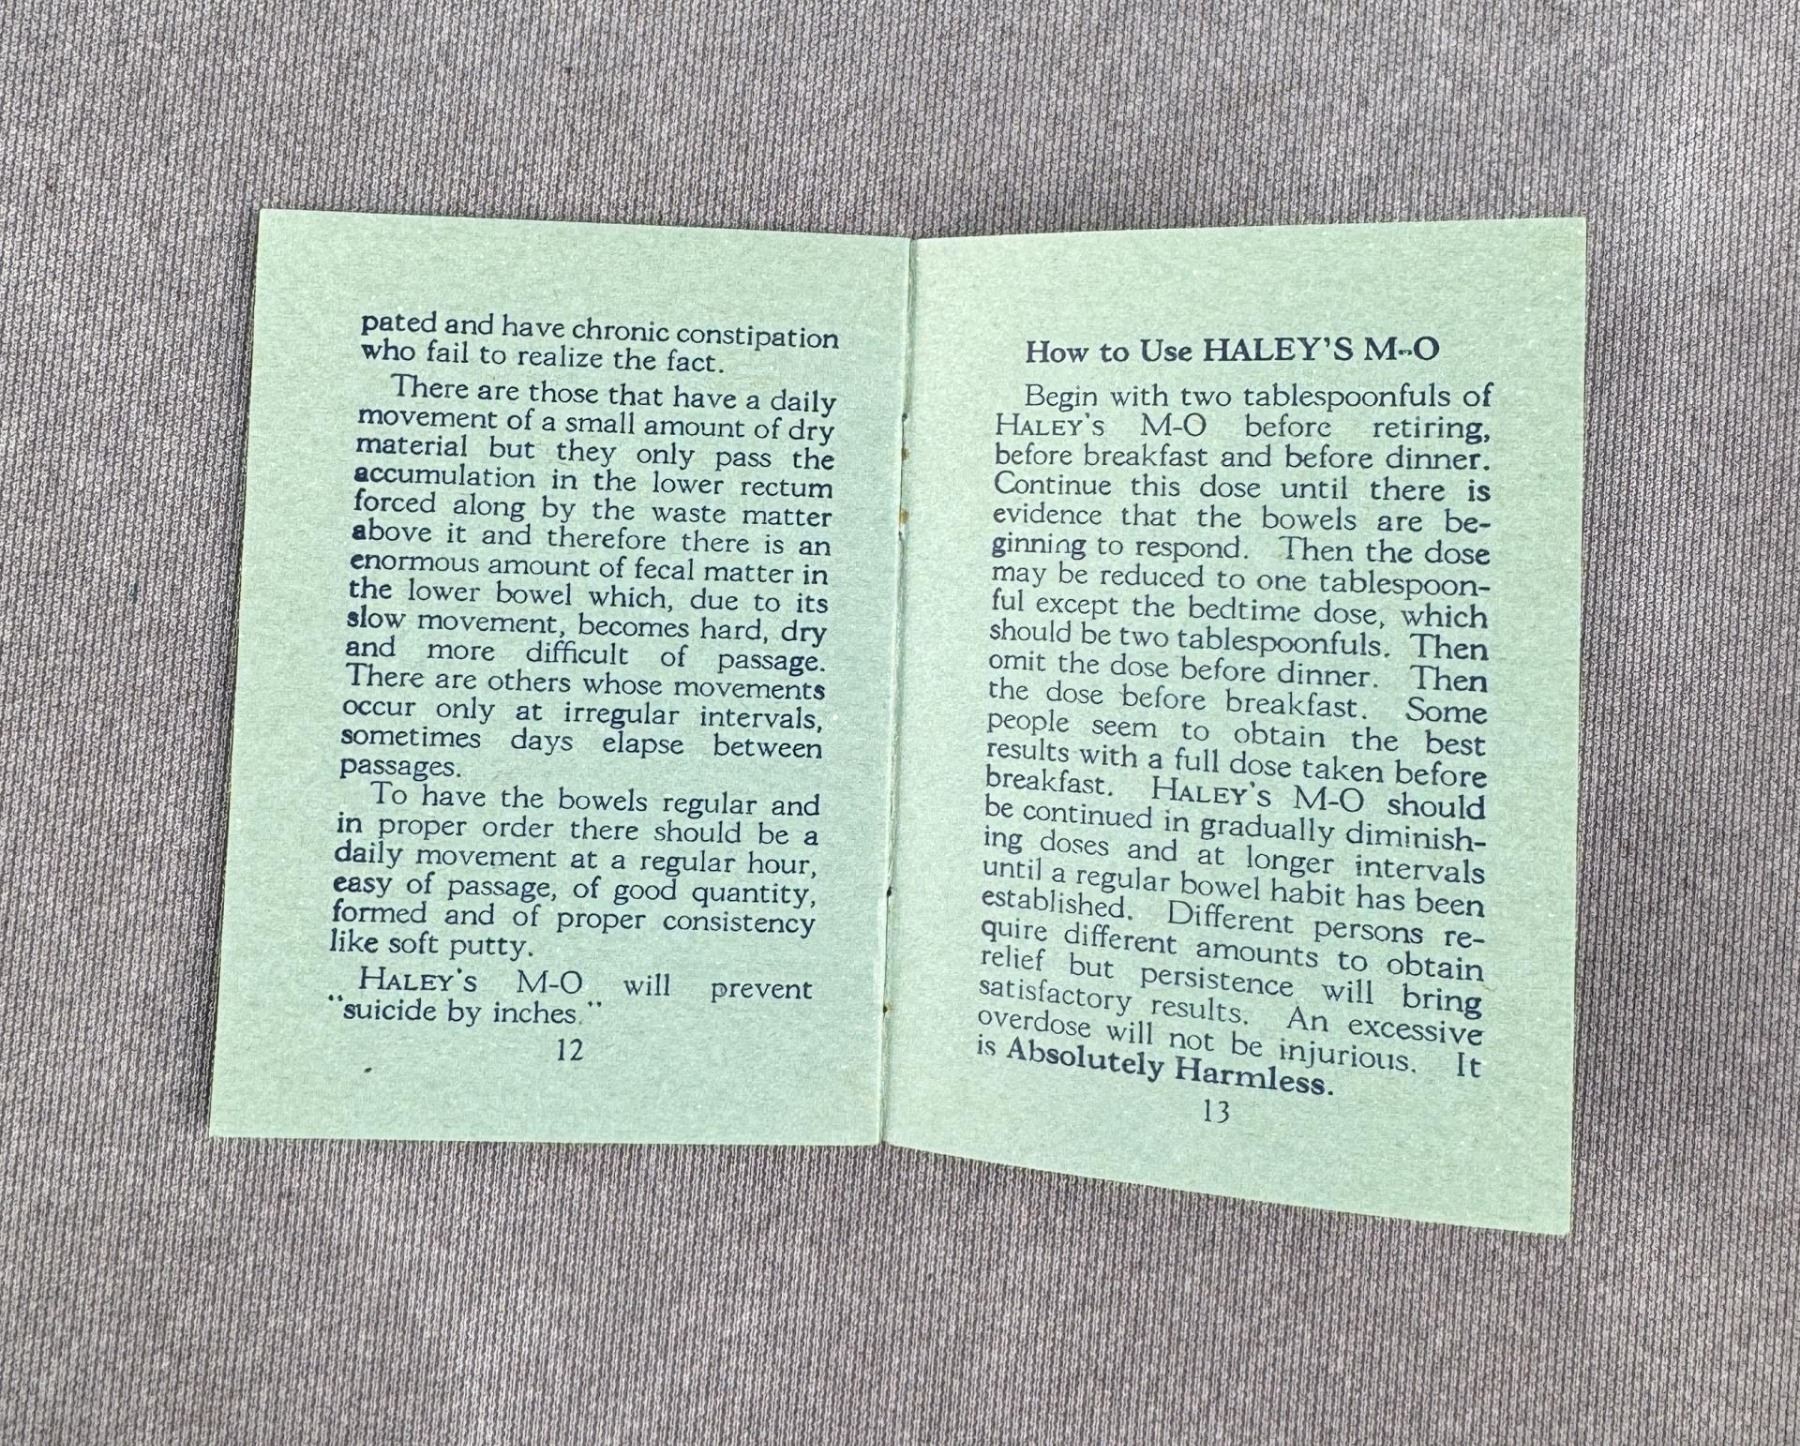 pated and have chronic constipation
who fail to realize the fact.
There are those that have a daily
movement of a small amount of dry
material but they only pass the
accumulation in the lower rectum
forced along by the waste matter
above it and therefore there is an
enormous amount of fecal matter in
the lower bowel which, due to its
slow movement, becomes hard, dry
and more difficult of passage.
There are others whose movements
occur only at irregular intervals,
sometimes days elapse between
passages.
To have the bowels regular and
in proper order there should be a
daily movement at a regular hour,
easy of passage, of good quantity,
formed and of proper consistency
like soft putty.
HALEY'S M-O will prevent
"suicide by inches."
12
How to Use HALEY'S M-O
Begin with two tablespoonfuls of
HALEY'S M-O before retiring,
before breakfast and before dinner.
Continue this dose until there is
evidence that the bowels are be-
ginning to respond. Then the dose
may be reduced to one tablespoon-
ful except the bedtime dose, which
should be two tablespoonfuls. Then
omit the dose before dinner. Then
the dose before breakfast. Some
people seem to obtain the best
results with a full dose taken before
breakfast. HALEY'S M-O should
be continued in gradually diminish-
ing doses and at longer intervals
until a regular bowel habit has been
established. Different persons re-
quire different amounts to obtain
relief but persistence will bring
satisfactory results. An excessive
overdose will not be injurious. It
is Absolutely Harmless.
13